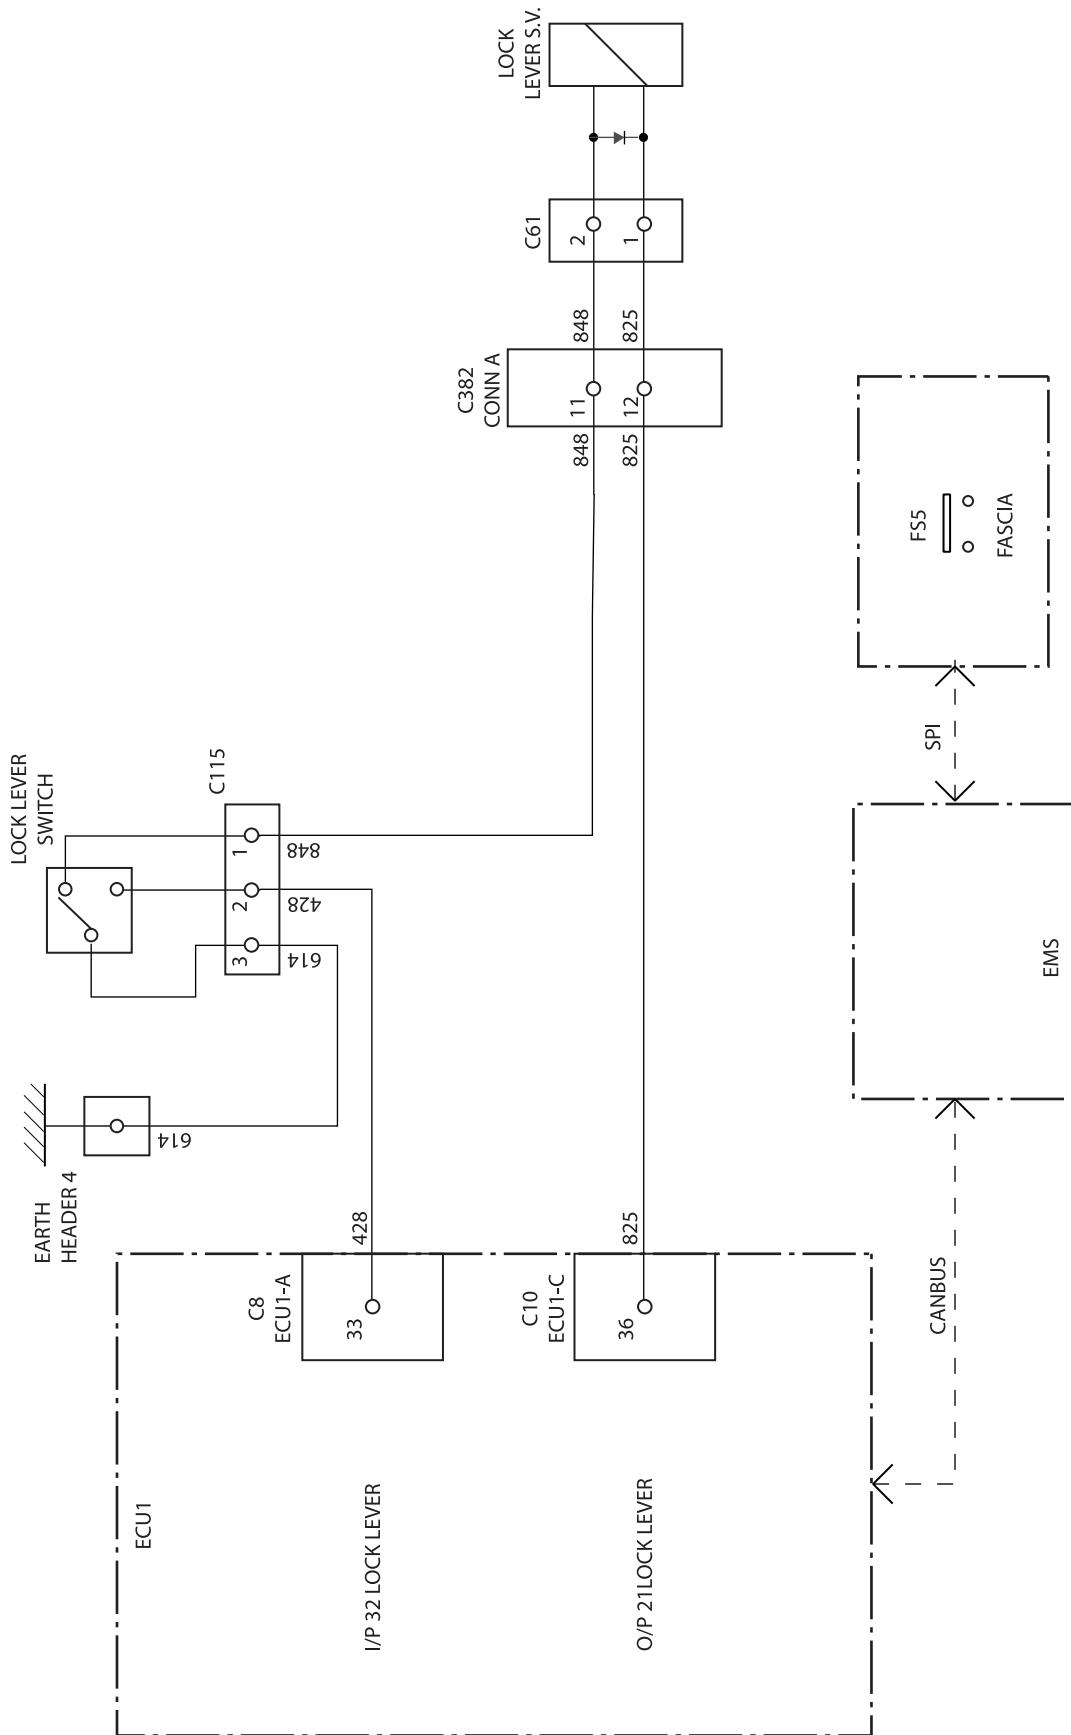 LOCK
LEVER S.V.
C61
2
1
848
825
C382
CONN A
11
12
848
825
LOCK LEVER
SWITCH
C115
1
2
3
848
428
614
EARTH
HEADER 4
614
428
825
ECU1
C8
ECU1-A
33
C10
ECU1-C
36
I/P 32 LOCK LEVER
O/P 21LOCK LEVER
FS5
FASCIA
SPI
EMS
CANBUS